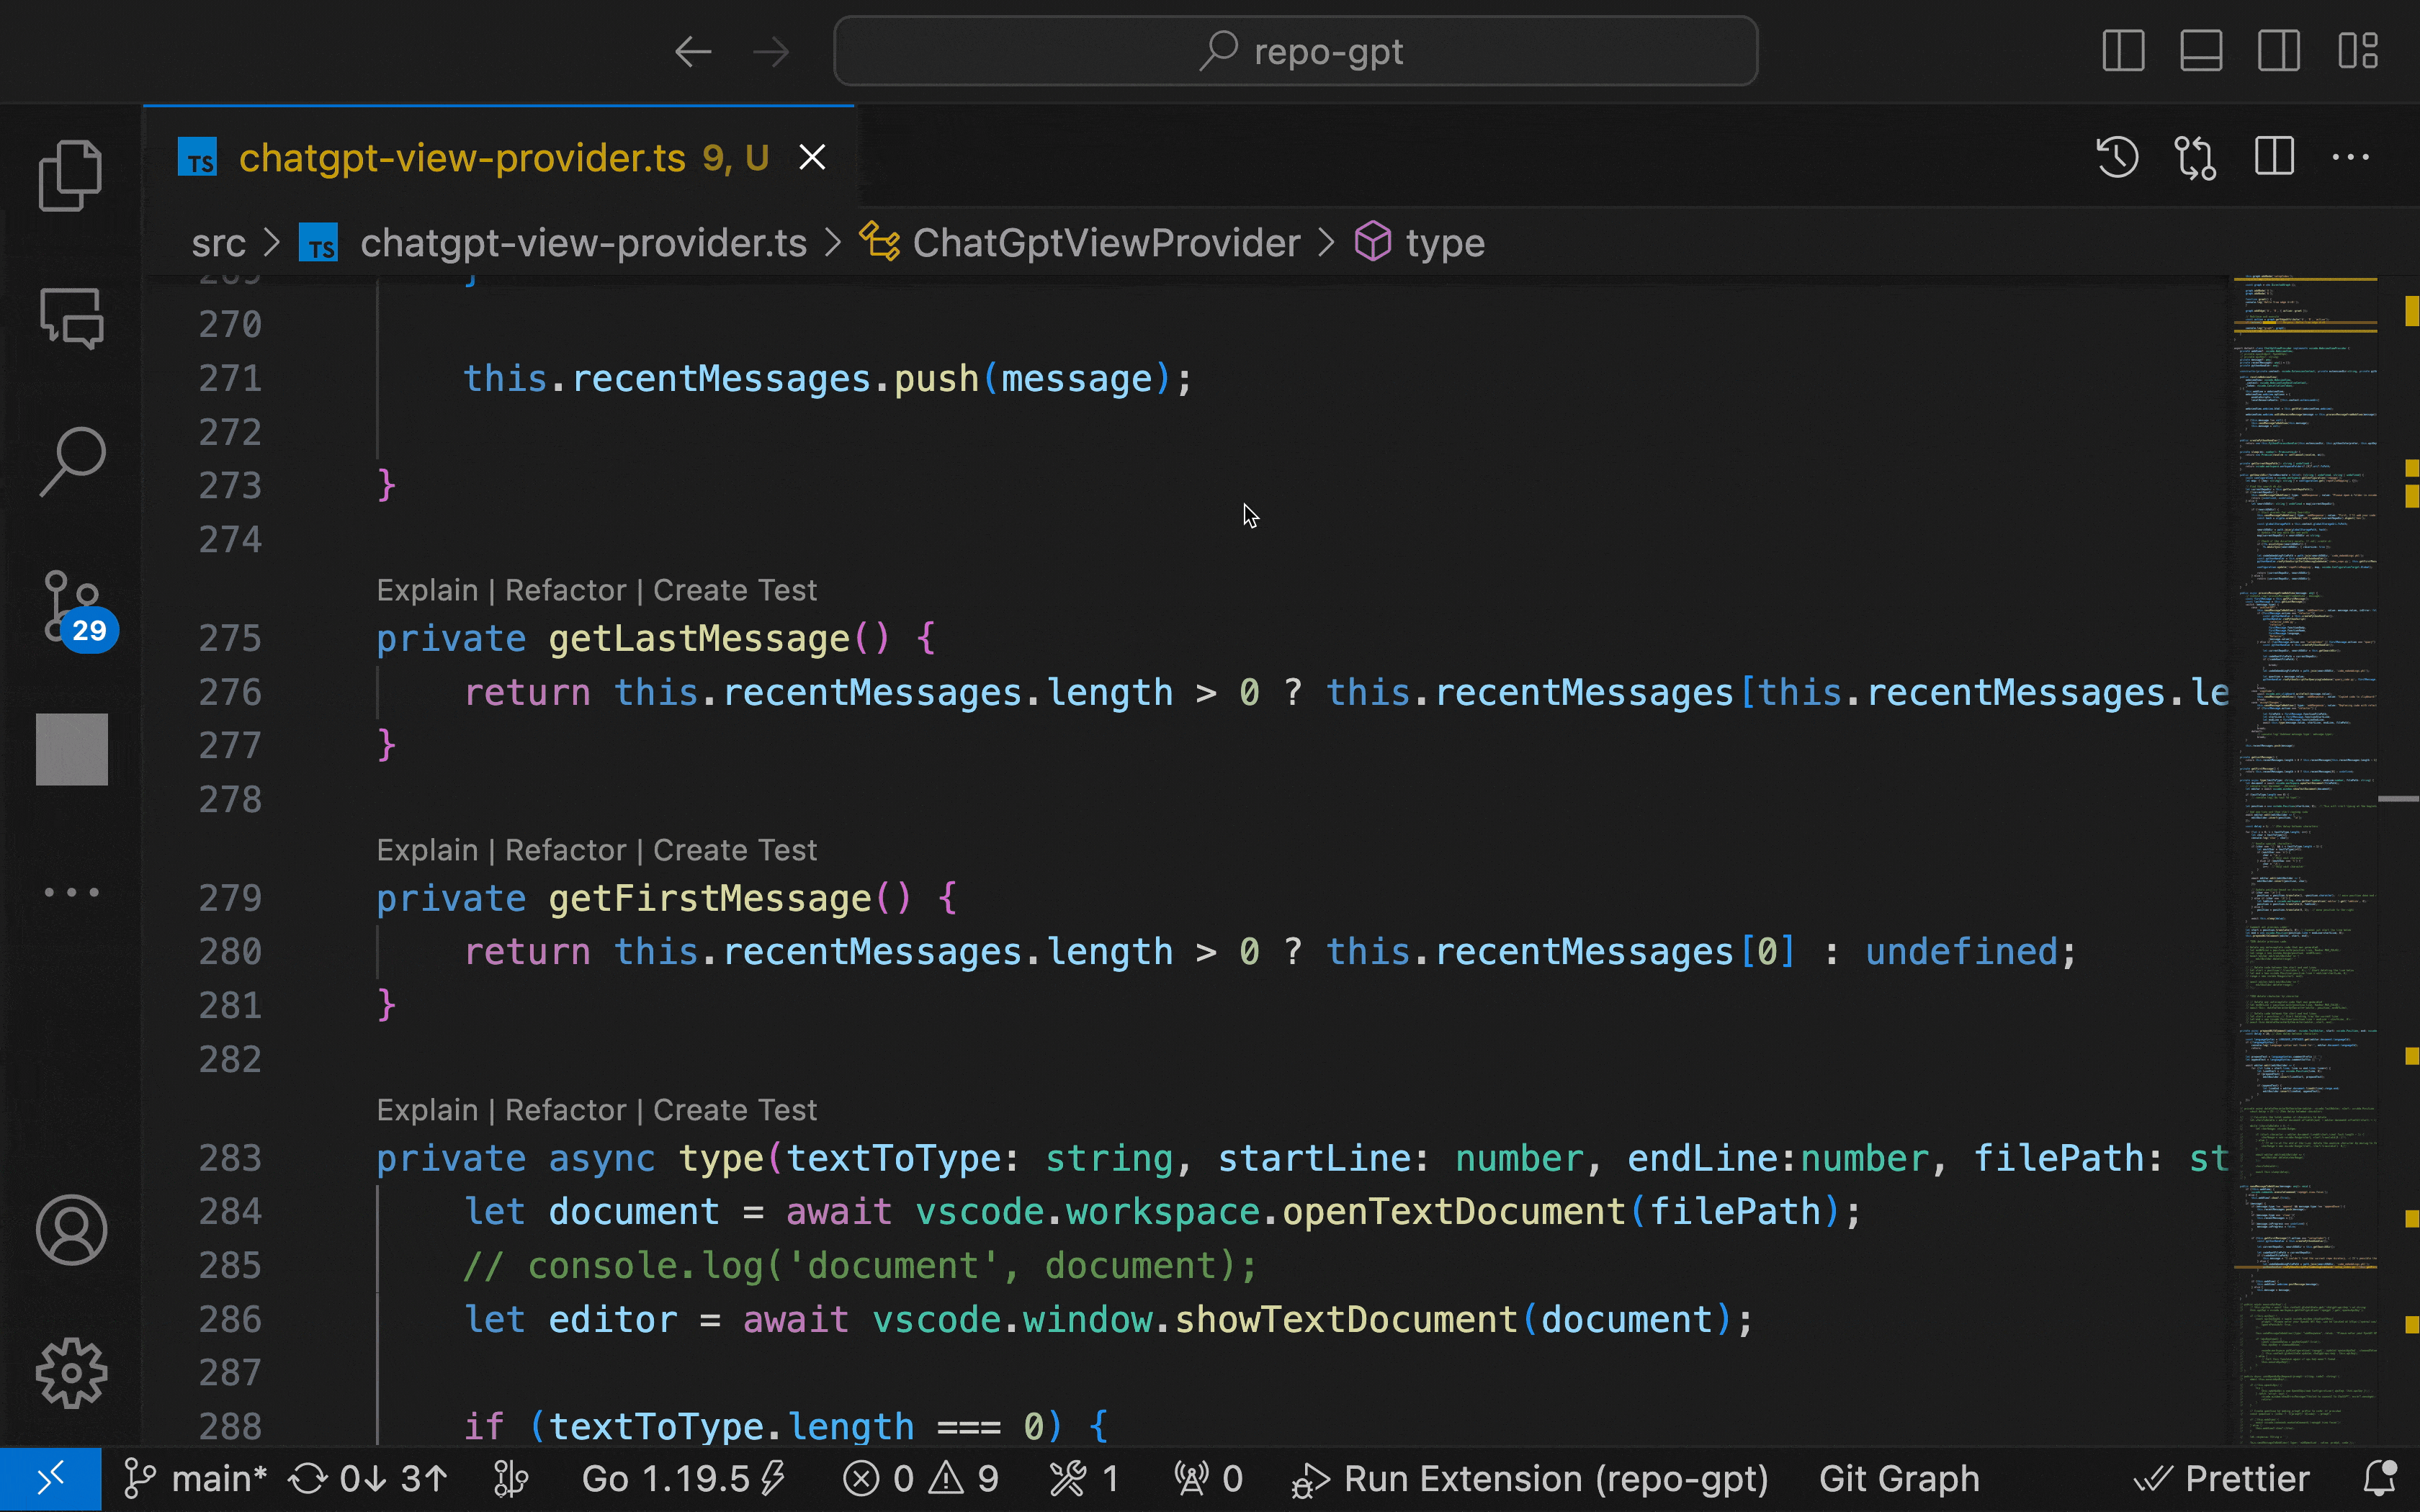 repo-gpt
TS chatgpt-view-provider.ts 9, U
src > TS chatgpt-view-provider.ts > ChatGptViewProvider > type
269 }
270
271 this.recentMessages.push(message);
272
273 }
274
Explain | Refactor | Create Test
275 private getLastMessage() {
276 return this.recentMessages.length > 0 ? this.recentMessages[this.recentMessages.le
277 }
278
Explain | Refactor | Create Test
279 private getFirstMessage() {
280 return this.recentMessages.length > 0 ? this.recentMessages[0] : undefined;
281 }
282
Explain | Refactor | Create Test
283 private async type(textToType: string, startLine: number, endLine:number, filePath: st
284 let document = await vscode.workspace.openTextDocument(filePath);
285 // console.log('document', document);
286 let editor = await vscode.window.showTextDocument(document);
287
288 if (textToType.length === 0) {
29
main* 0↓ 3↑ Go 1.19.5 0 9 1 0 Run Extension (repo-gpt) Git Graph Prettier